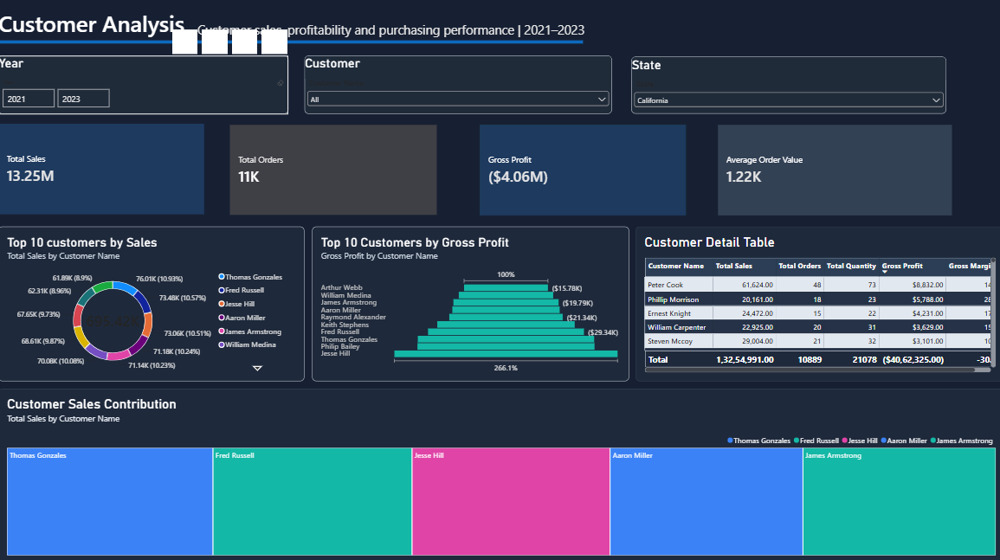 Customer Analysis
Customer sales, profitability and purchasing performance | 2021–2023
Year
2021
2023
Customer
All
State
California
Total Sales
13.25M
Total Orders
11K
Gross Profit
($4.06M)
Average Order Value
1.22K
Top 10 customers by Sales
Total Sales by Customer Name
61.89K (8.9%)
76.01K (10.93%)
62.31K (8.96%)
73.48K (10.57%)
67.65K (9.73%)
73.06K (10.51%)
68.61K (9.87%)
71.18K (10.24%)
70.08K (10.08%)
71.14K (10.23%)
Thomas Gonzales
Fred Russell
Jesse Hill
Aaron Miller
James Armstrong
William Medina
Top 10 Customers by Gross Profit
Gross Profit by Customer Name
100%
Arthur Webb ($15.78K)
William Medina
James Armstrong ($19.79K)
Aaron Miller
Raymond Alexander ($21.34K)
Keith Stephens
Fred Russell ($29.34K)
Thomas Gonzales
Philip Bailey
Jesse Hill
266.1%
Customer Detail Table
Customer Name Total Sales Total Orders Total Quantity Gross Profit Gross Margi
Peter Cook 61,624.00 48 73 $8,832.00 14
Phillip Morrison 20,161.00 18 23 $5,788.00 28
Ernest Knight 24,472.00 15 22 $4,231.00 17
William Carpenter 22,925.00 20 31 $3,629.00 15
Steven Mccoy 29,004.00 21 32 $3,101.00 10
Total 1,32,54,991.00 10889 21078 ($40,62,325.00) -30.
Customer Sales Contribution
Total Sales by Customer Name
Thomas Gonzales Fred Russell Jesse Hill Aaron Miller James Armstrong
Thomas Gonzales
Fred Russell
Jesse Hill
Aaron Miller
James Armstrong